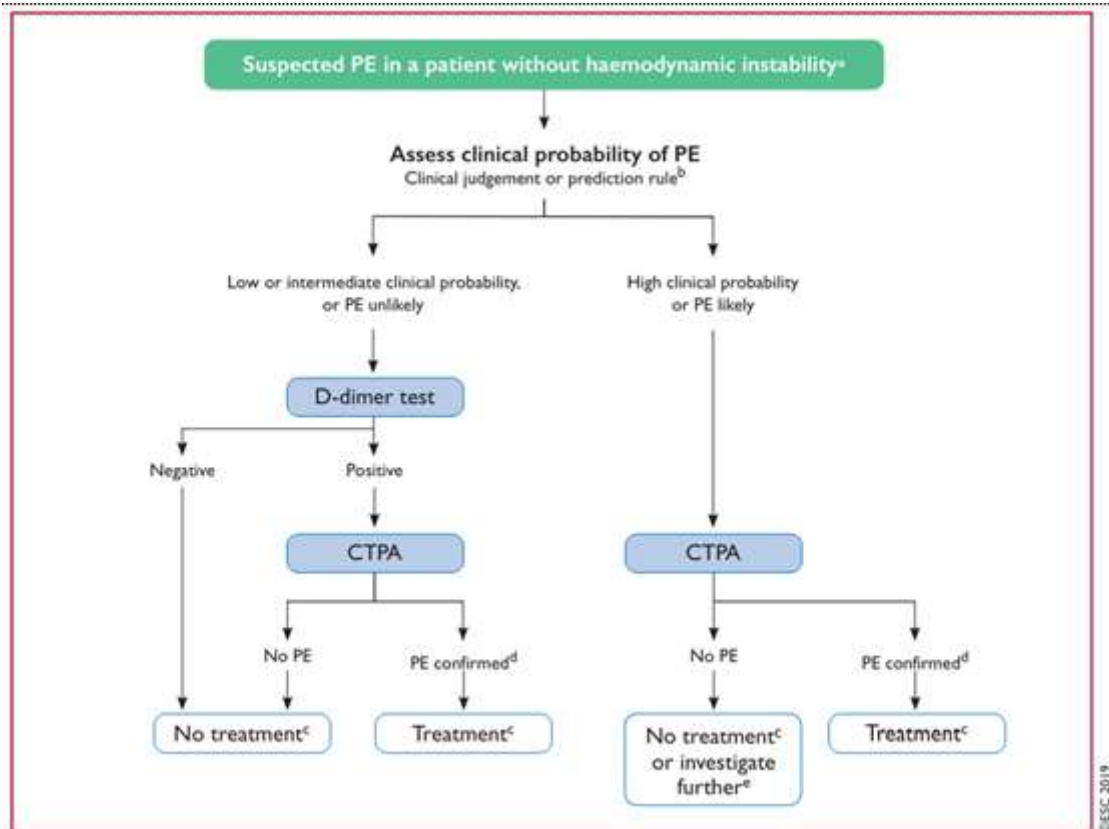 Suspected PE in a patient without haemodynamic instabilityᵃ
Assess clinical probability of PE
Clinical judgement or prediction ruleᵇ
Low or intermediate clinical probability,
or PE unlikely
High clinical probability
or PE likely
D-dimer test
Negative
Positive
CTPA
CTPA
No PE
PE confirmedᵈ
No PE
PE confirmedᵈ
No treatmentᶜ
Treatmentᶜ
No treatmentᶜ
or investigate
furtherᵉ
Treatmentᶜ
©ESC 2019